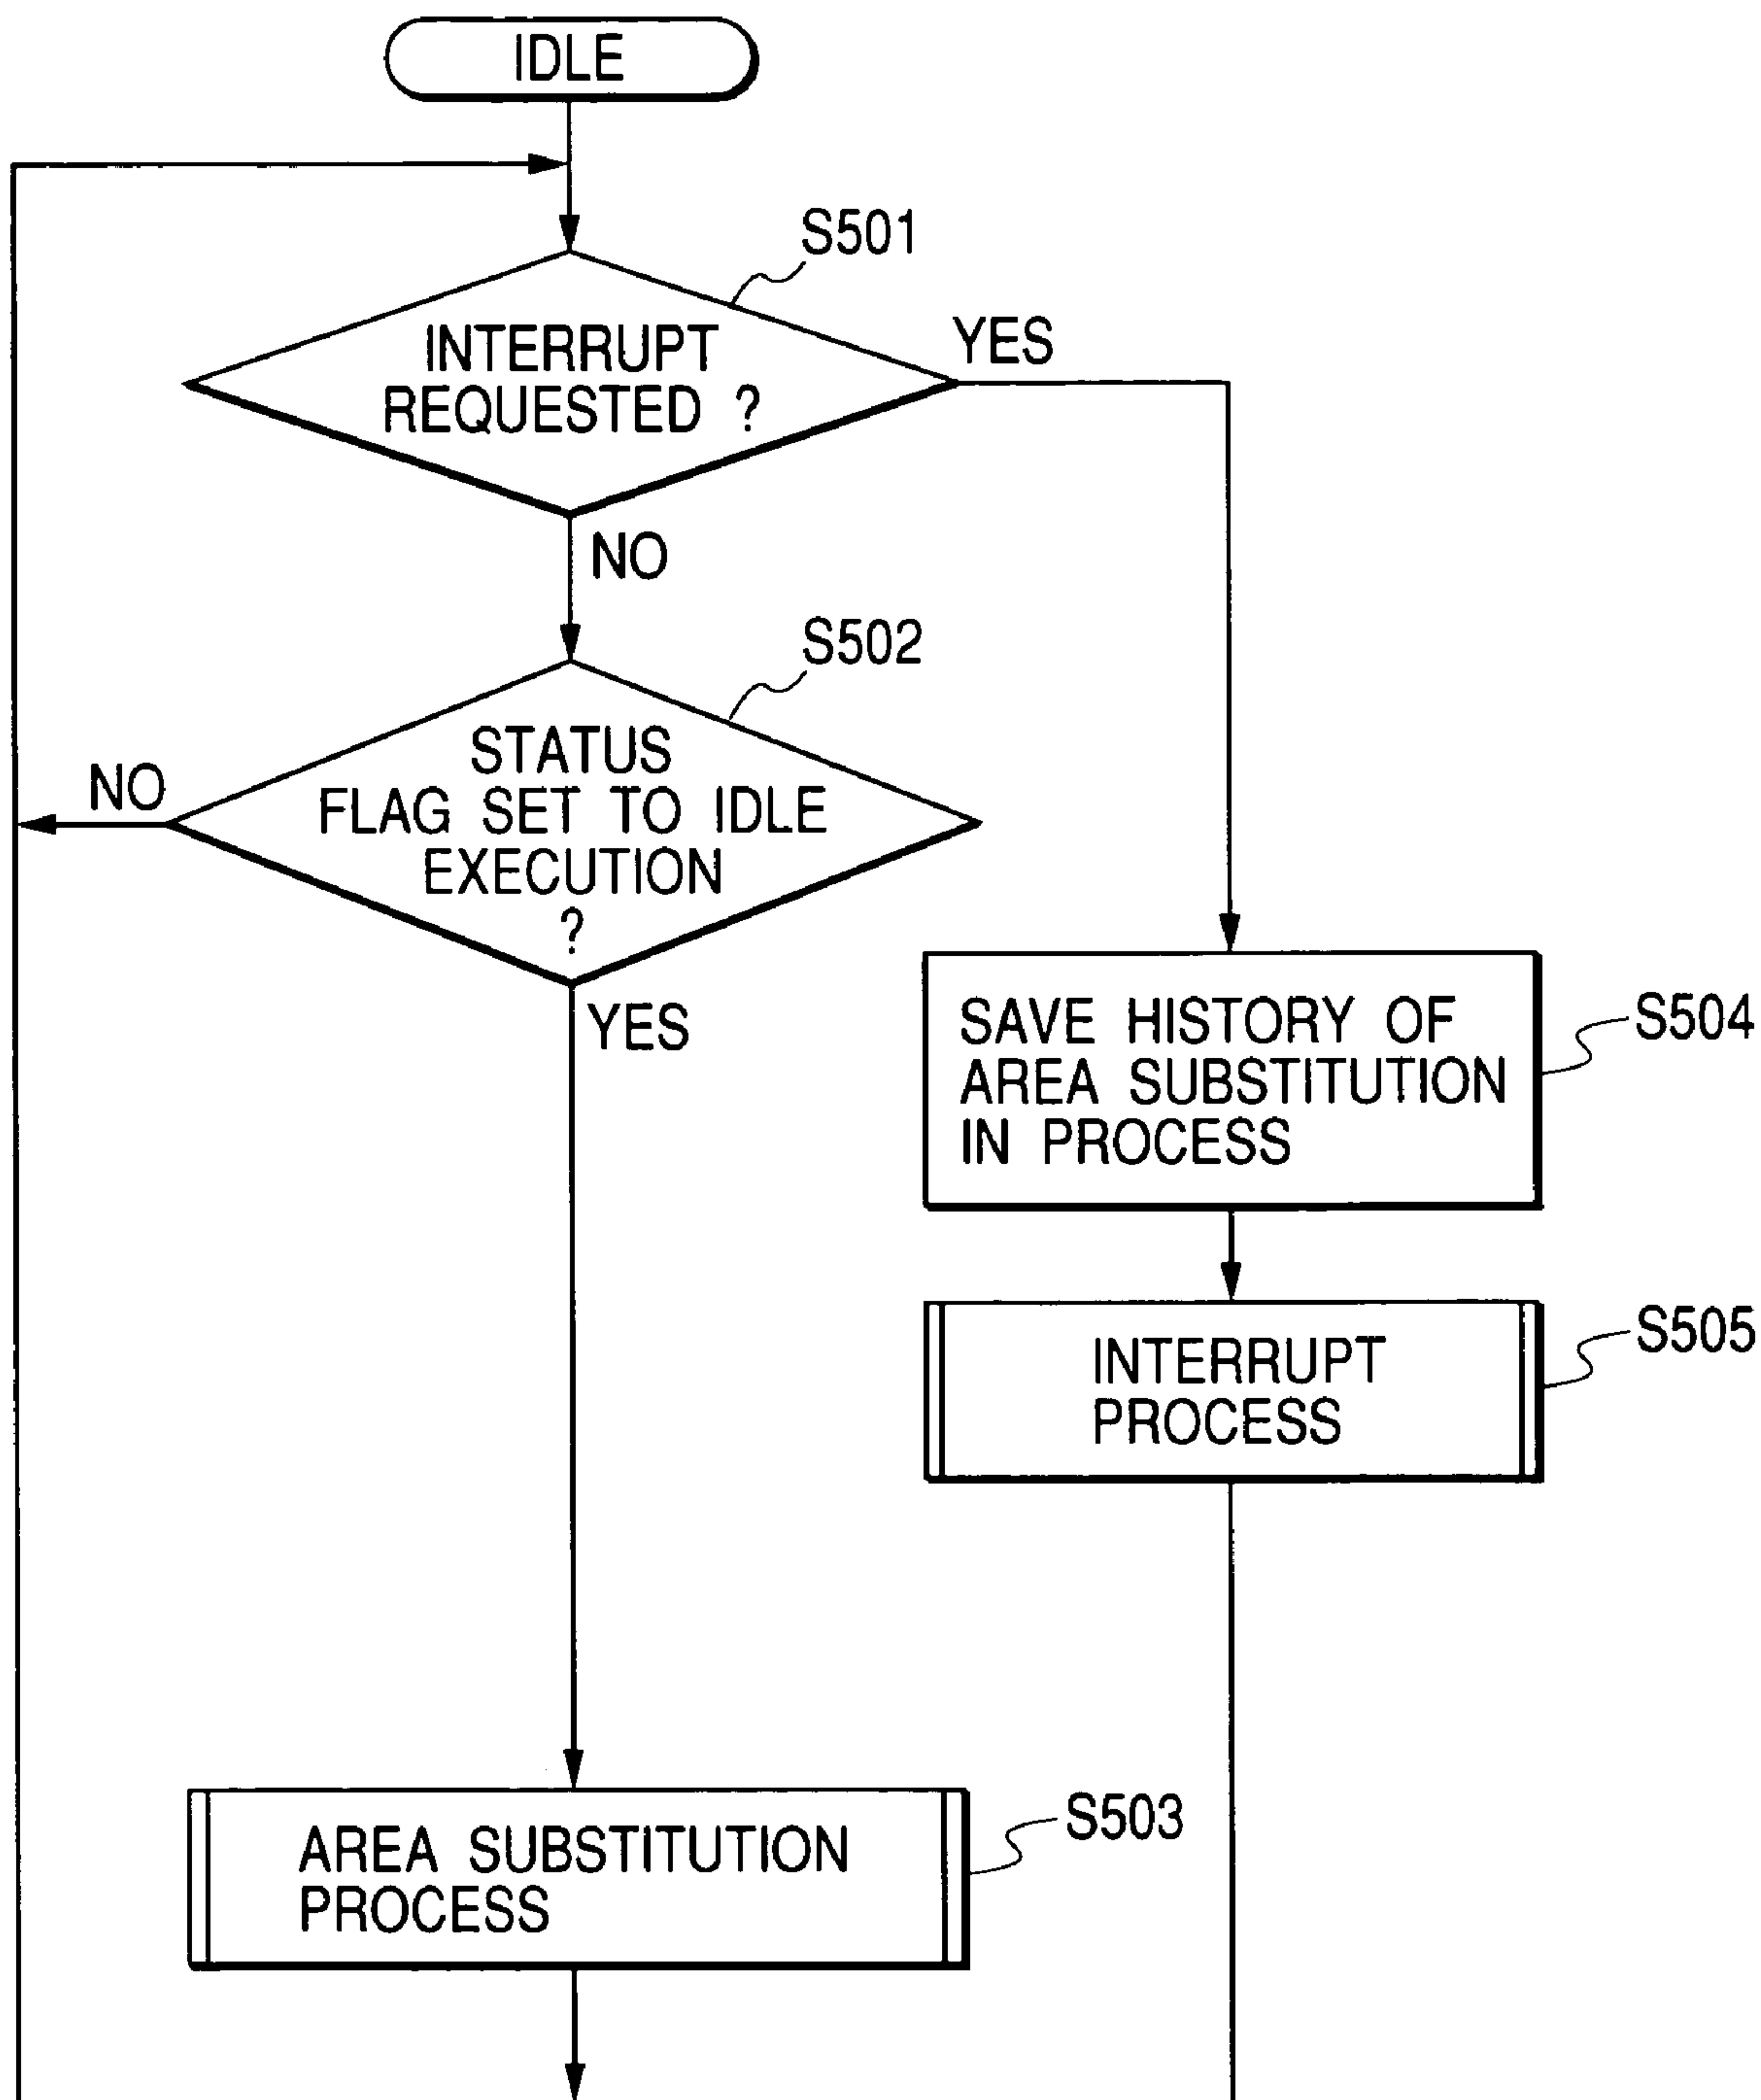 IDLE
S501
INTERRUPT
REQUESTED ?
YES
NO
S502
STATUS
FLAG SET TO IDLE
EXECUTION
?
NO
YES
SAVE HISTORY OF
AREA SUBSTITUTION
IN PROCESS
S504
INTERRUPT
PROCESS
S505
AREA SUBSTITUTION
PROCESS
S503